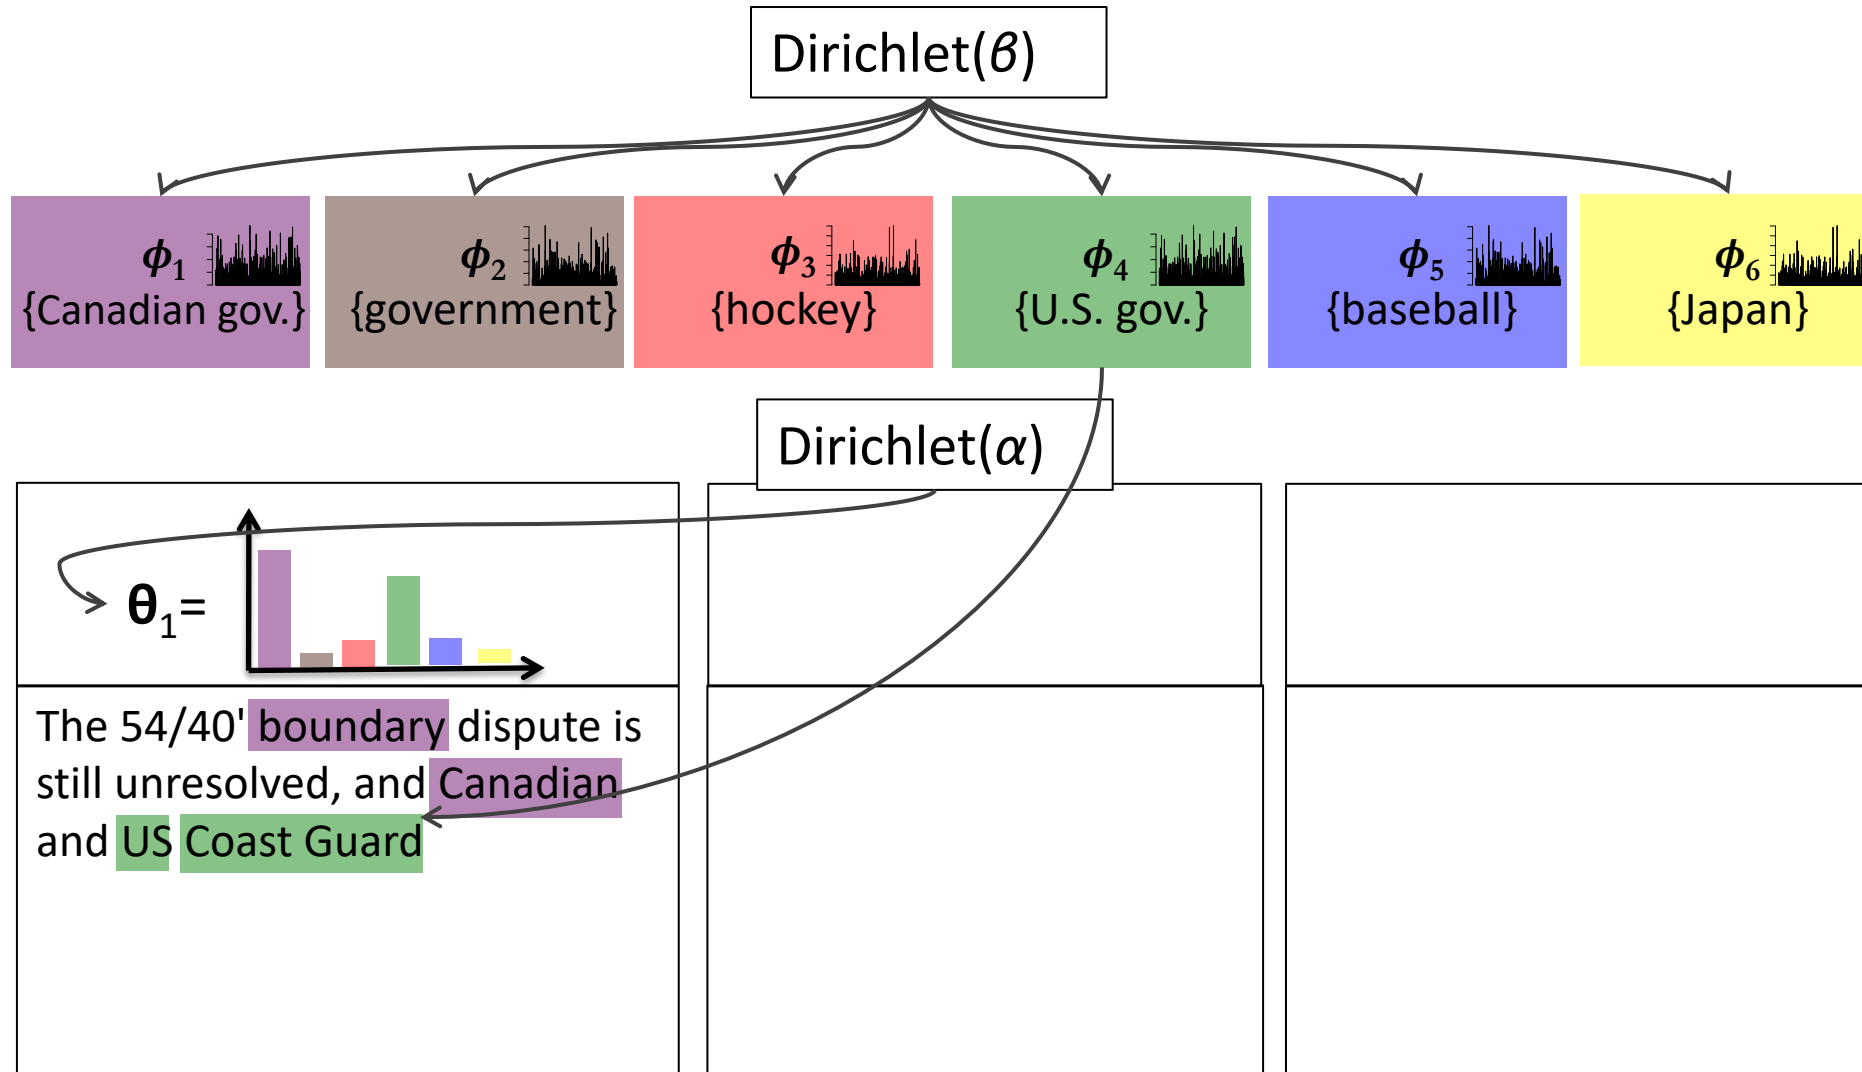 Dirichlet(β)
ϕ1 ϕ2 ϕ3 ϕ4 ϕ5 ϕ6
{Canadian gov.} {government} {hockey} {U.S. gov.} {baseball} {Japan}
Dirichlet(α)
θ1=
The 54/40' boundary dispute is
still unresolved, and Canadian
and US Coast Guard